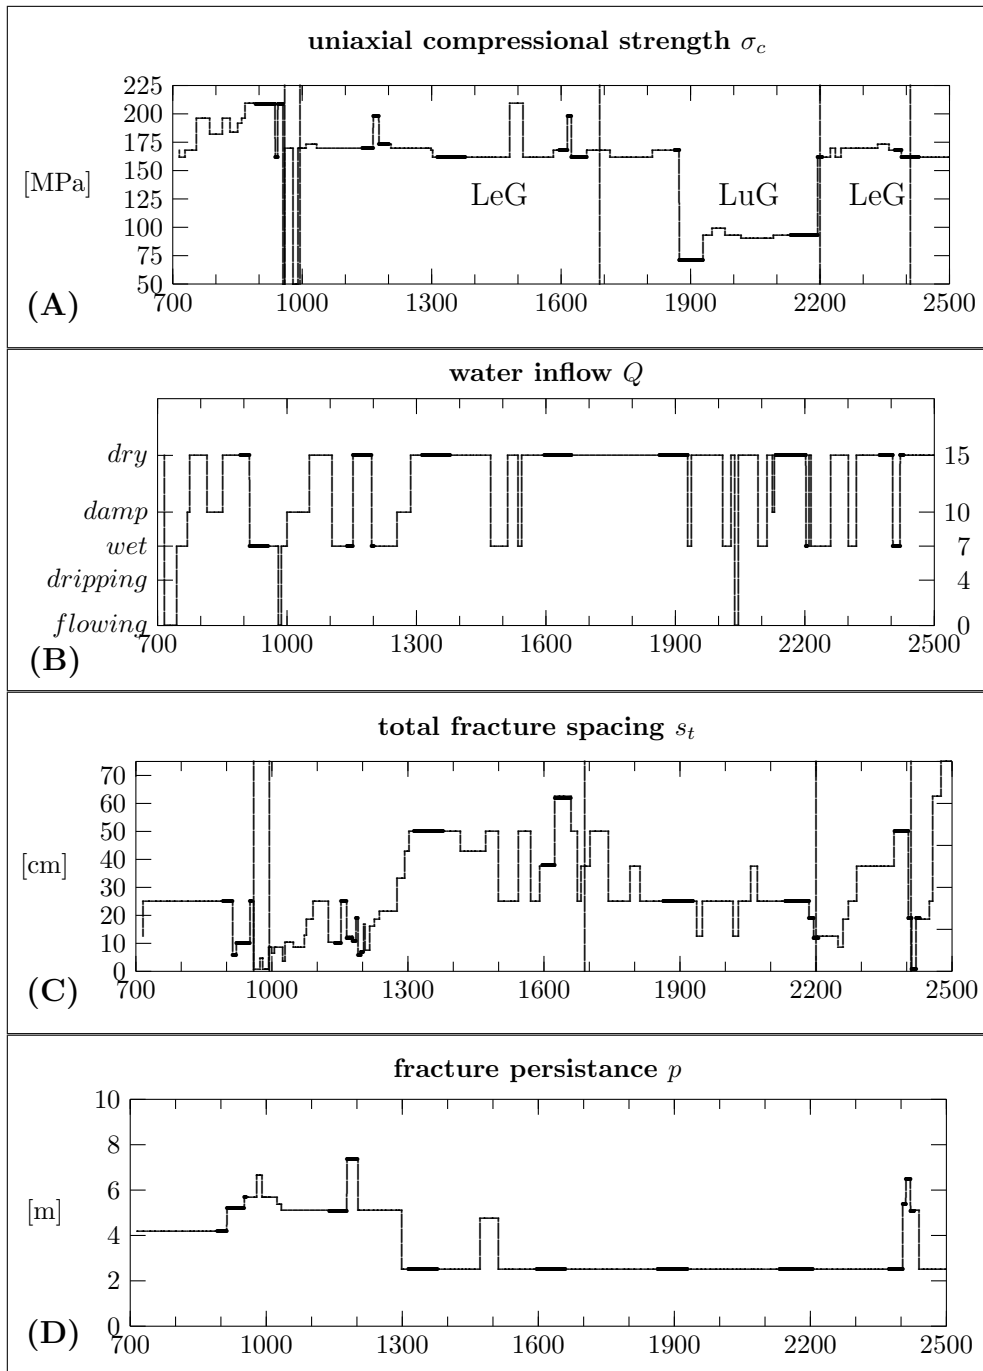 uniaxial compressional strength σc
225
200
175
150
[MPa]
100
75
50
LeG
LuG
LeG
(A)
700 1000 1300 1600 1900 2200 2500
water inflow Q
dry 15
damp 10
wet 7
dripping 4
flowing 0
700 1000 1300 1600 1900 2200 2500
(B)
total fracture spacing st
70
60
50
40
[cm]
30
20
10
0
(C)
700 1000 1300 1600 1900 2200 2500
fracture persistance p
10
8
6
[m]
4
2
0
(D)
700 1000 1300 1600 1900 2200 2500